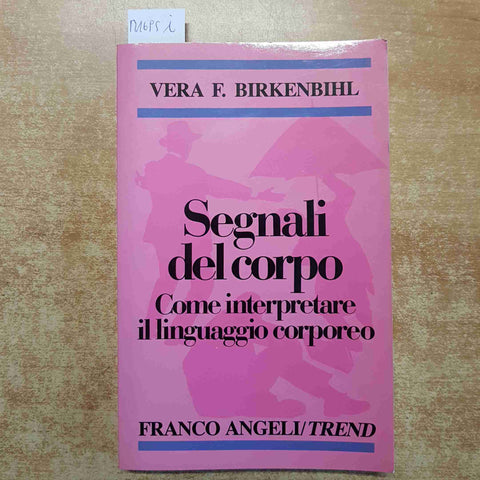 VERA F. BIRKENBIHL
Segnali
del corpo
Come interpretare
il linguaggio corporeo
FRANCO ANGELI/TREND